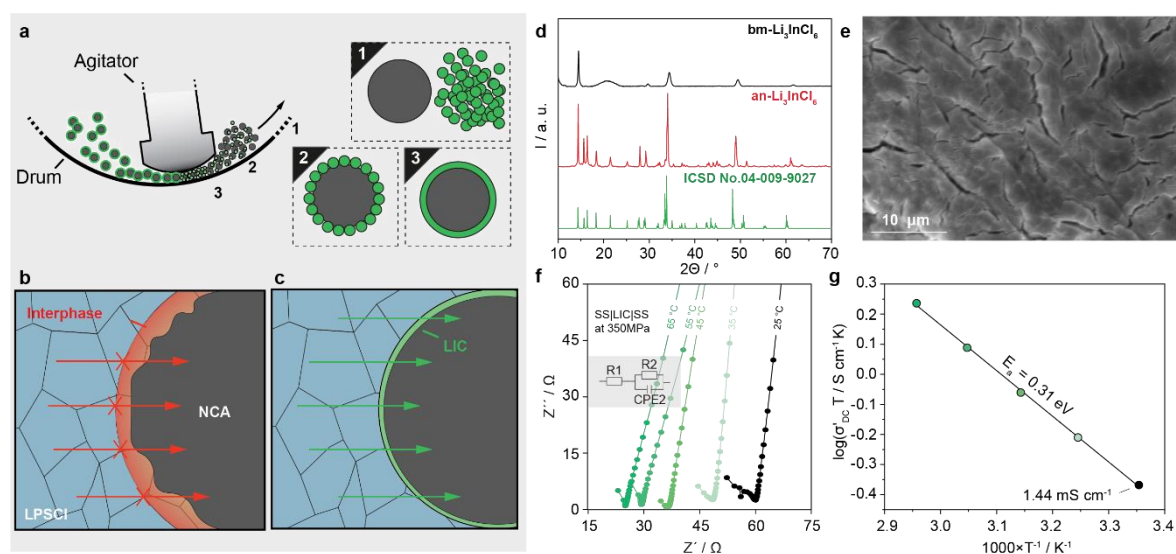 a
Agitator
Drum
1
2
3
1
2
3
b
Interphase
NCA
LPSCl
c
LIC
d
bm-Li₃InCl₆
an-Li₃InCl₆
ICSD No.04-009-9027
I / a. u.
10 20 30 40 50 60 70
2Θ / °
e
10 µm
f
60
45
30
15
0
Z´´ / Ω
SS|LIC|SS
at 350MPa
R1
R2
CPE2
65 °C
55 °C
45 °C
35 °C
25 °C
15 30 45 60 75
Z´ / Ω
g
0.3
0.2
0.1
0.0
-0.1
-0.2
-0.3
-0.4
log(σ'DC T / S cm⁻¹ K)
Eₐ = 0.31 eV
1.44 mS cm⁻¹
2.9 3.0 3.1 3.2 3.3 3.4
1000×T⁻¹ / K⁻¹